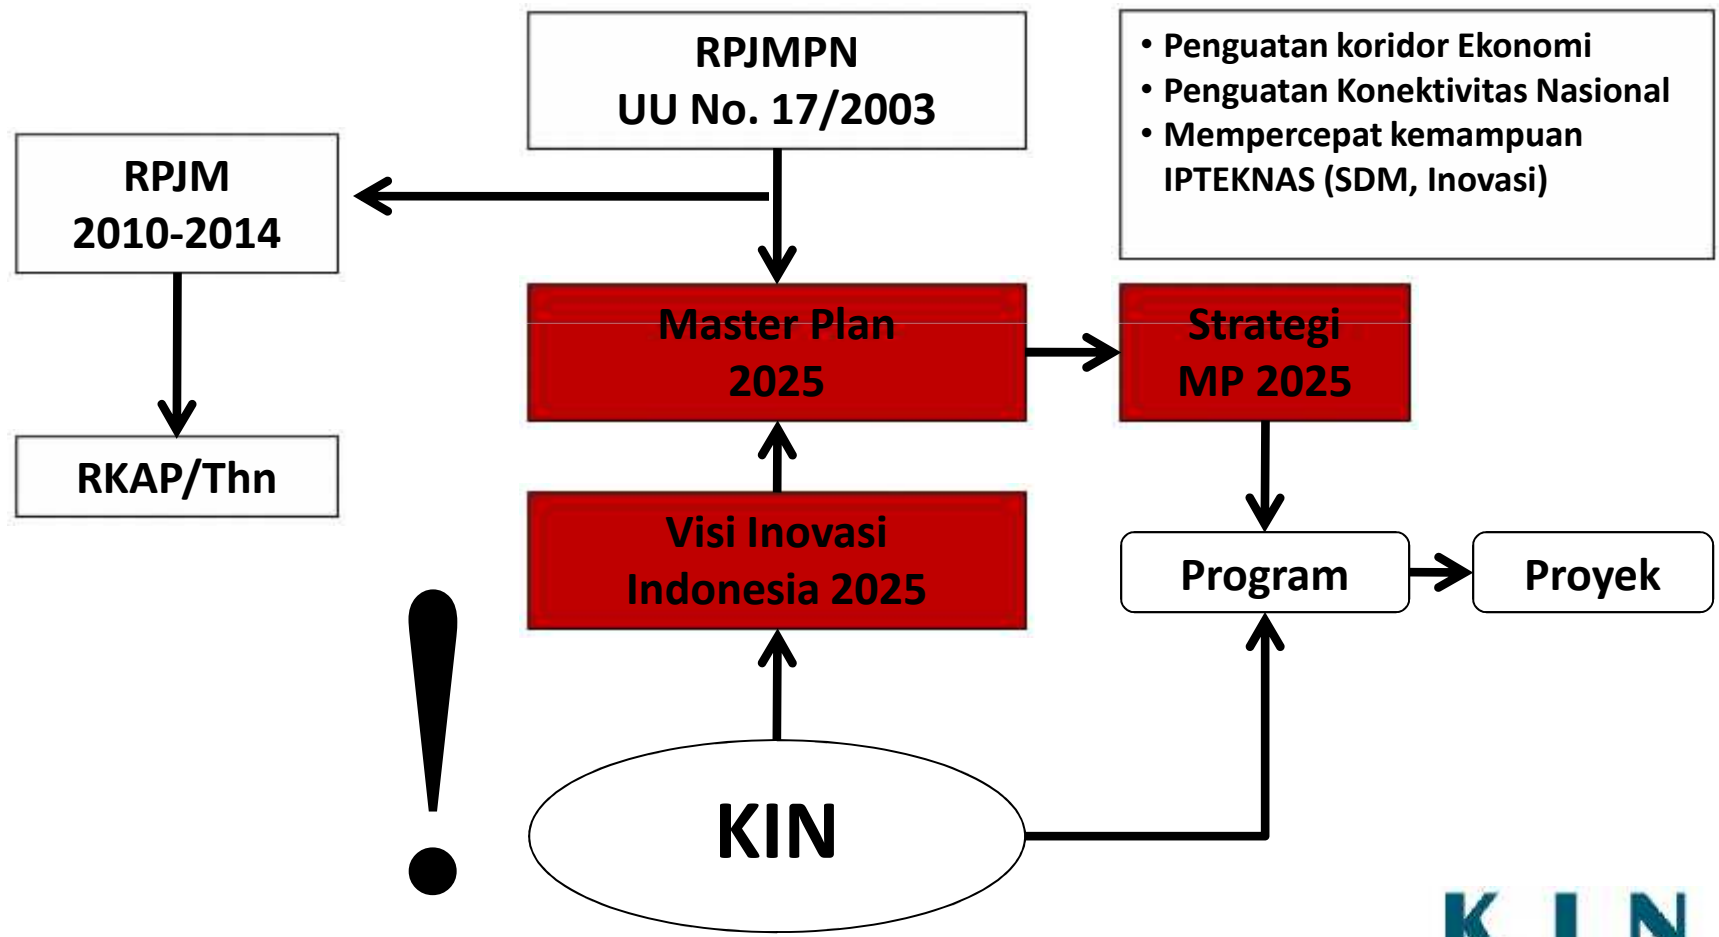 RPJMPN
UU No. 17/2003
• Penguatan koridor Ekonomi
• Penguatan Konektivitas Nasional
• Mempercepat kemampuan
IPTEKNAS (SDM, Inovasi)
RPJM
2010-2014
Master Plan
2025
Strategi
MP 2025
RKAP/Thn
Visi Inovasi
Indonesia 2025
Program
Proyek
!
KIN
K I N